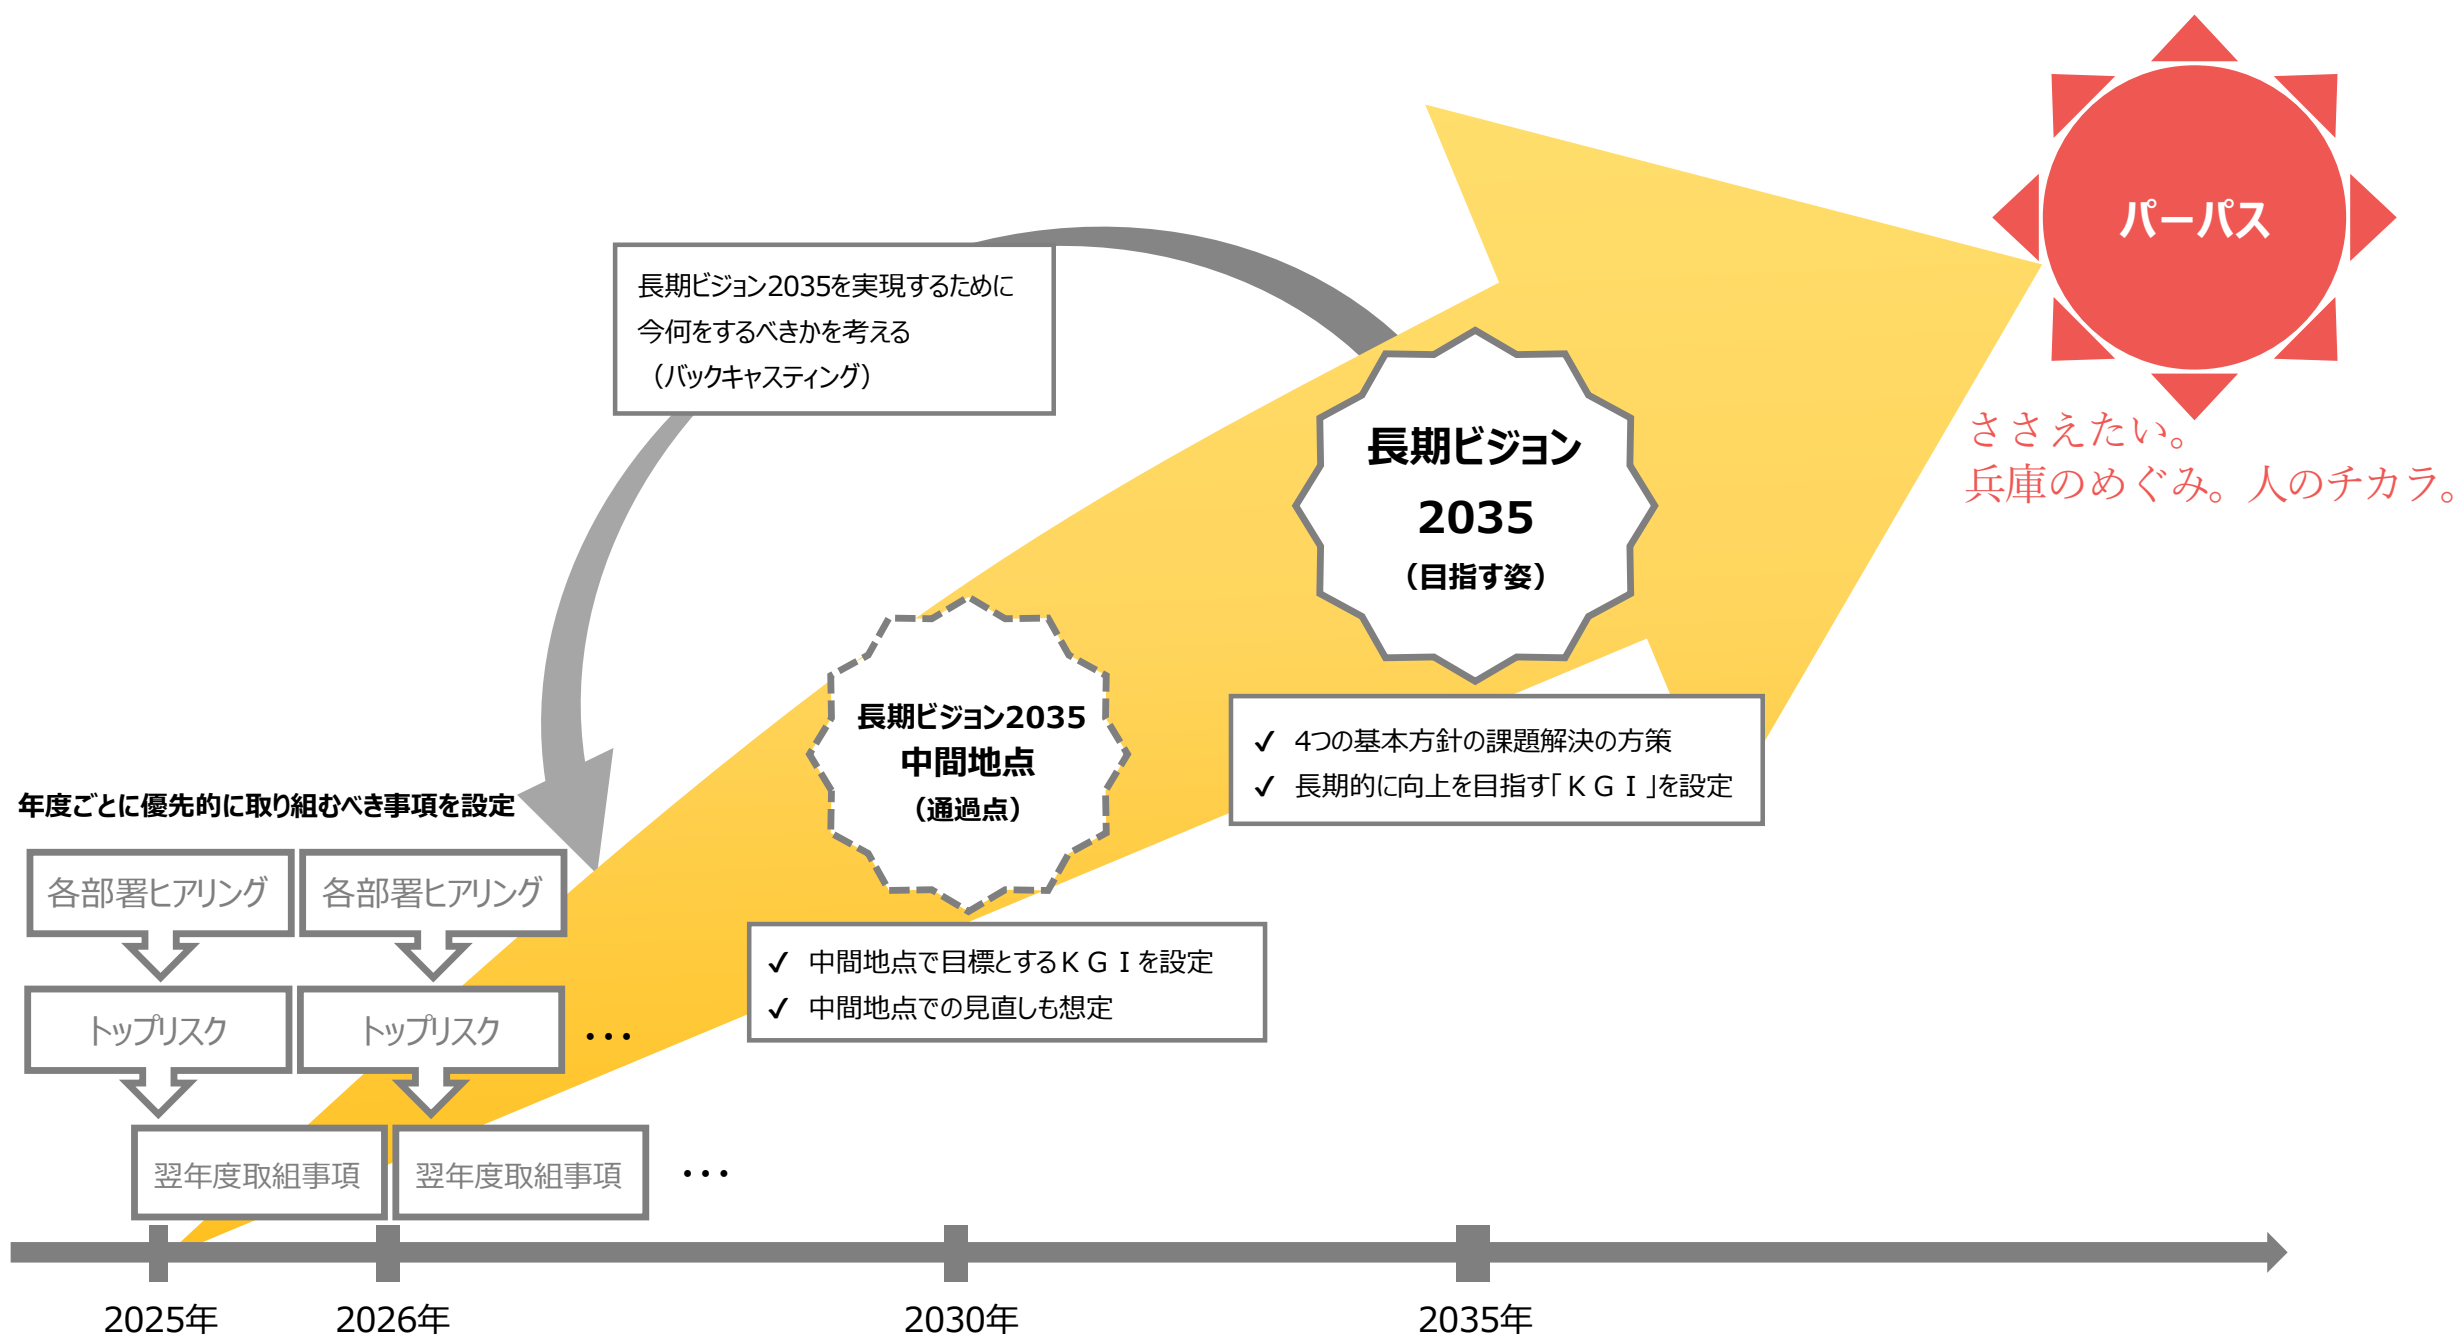 パーパス
ささえたい。
兵庫のめぐみ。人のチカラ。
長期ビジョン2035を実現するために
今何をするべきかを考える
（バックキャスティング）
長期ビジョン
2035
（目指す姿）
✓ 4つの基本方針の課題解決の方策
✓ 長期的に向上を目指す「ＫＧＩ」を設定
長期ビジョン2035
中間地点
（通過点）
✓ 中間地点で目標とするＫＧＩを設定
✓ 中間地点での見直しも想定
年度ごとに優先的に取り組むべき事項を設定
各部署ヒアリング
各部署ヒアリング
トップリスク
トップリスク
・・・
翌年度取組事項
翌年度取組事項
・・・
2025年
2026年
2030年
2035年